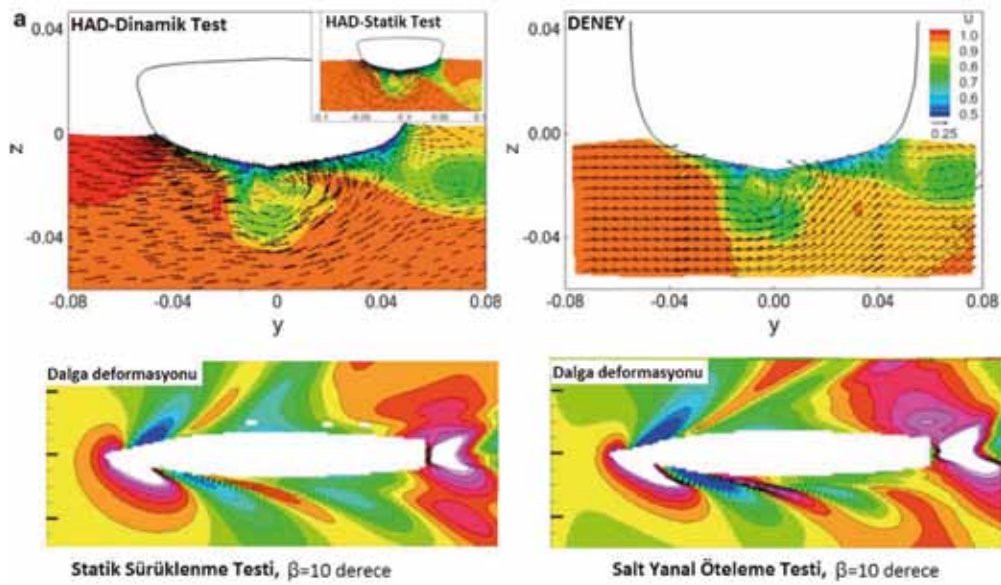 a
HAD-Dinamik Test
HAD-Statik Test
DENEY
U
1.0
0.9
0.8
0.7
0.6
0.5
0.25
0.04
0
-0.04
z
-0.08 -0.04 0 0.04 0.08
y
0.04
0.00
-0.04
z
-0.08 -0.04 0.00 0.04 0.08
y
Dalga deformasyonu
Dalga deformasyonu
Statik Sürüklenme Testi, β=10 derece
Salt Yanal Öteleme Testi, β=10 derece